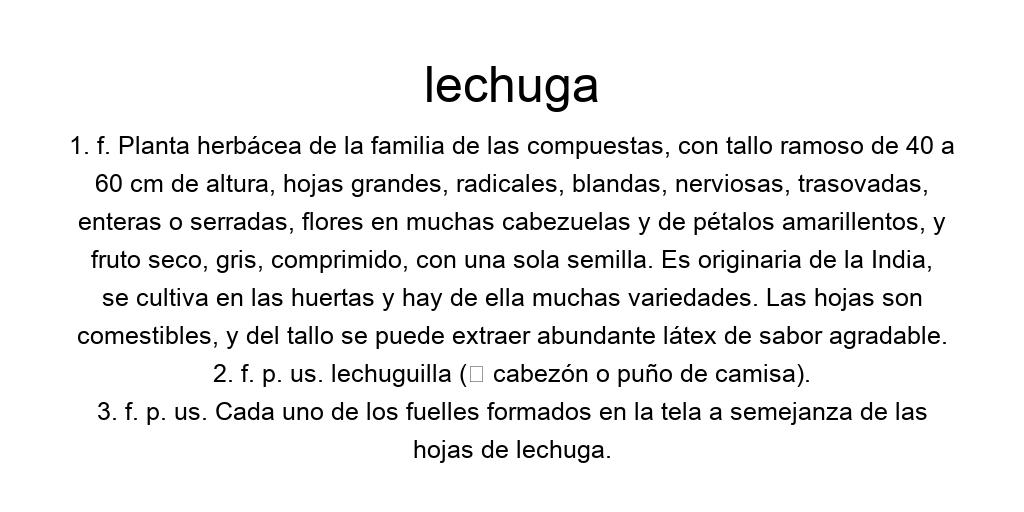 lechuga
1. f. Planta herbácea de la familia de las compuestas, con tallo ramoso de 40 a
60 cm de altura, hojas grandes, radicales, blandas, nerviosas, trasovadas,
enteras o serradas, flores en muchas cabezuelas y de pétalos amarillentos, y
fruto seco, gris, comprimido, con una sola semilla. Es originaria de la India,
se cultiva en las huertas y hay de ella muchas variedades. Las hojas son
comestibles, y del tallo se puede extraer abundante látex de sabor agradable.
2. f. p. us. lechuguilla (□ cabezón o puño de camisa).
3. f. p. us. Cada uno de los fuelles formados en la tela a semejanza de las
hojas de lechuga.